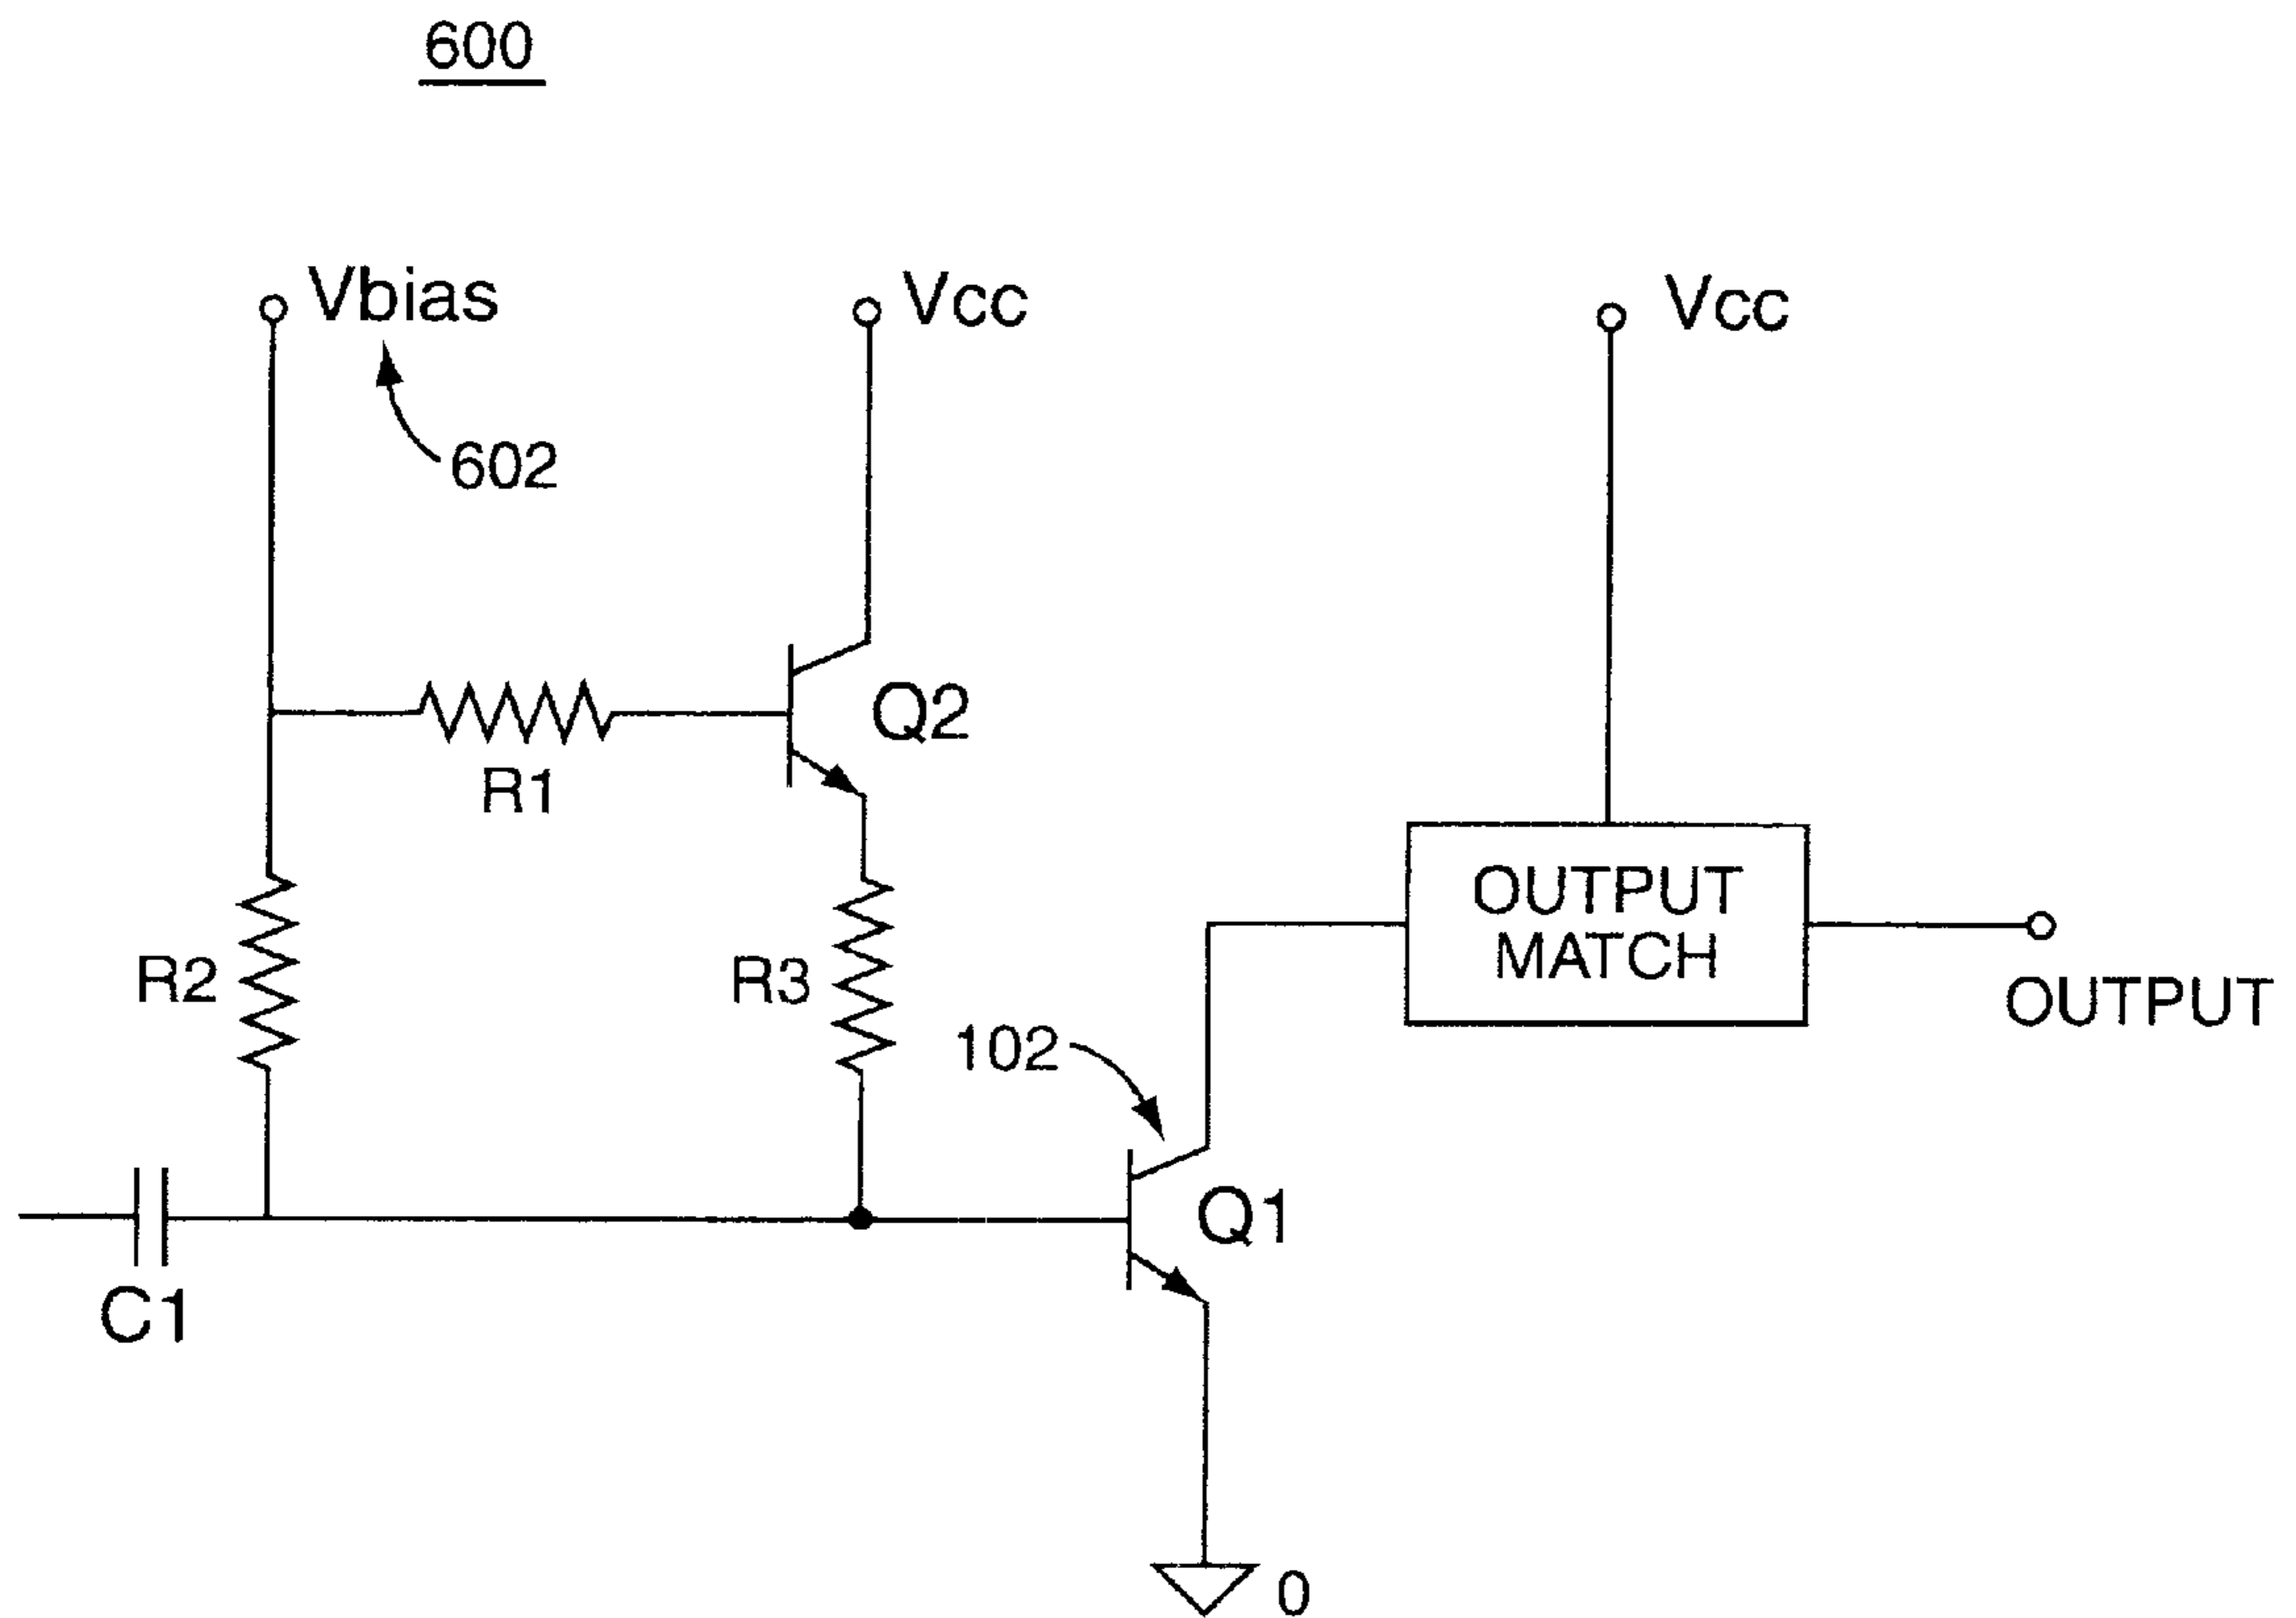 600
Vbias
Vcc
Vcc
602
Q2
R1
OUTPUT
MATCH
R2
R3
OUTPUT
102
Q1
C1
0